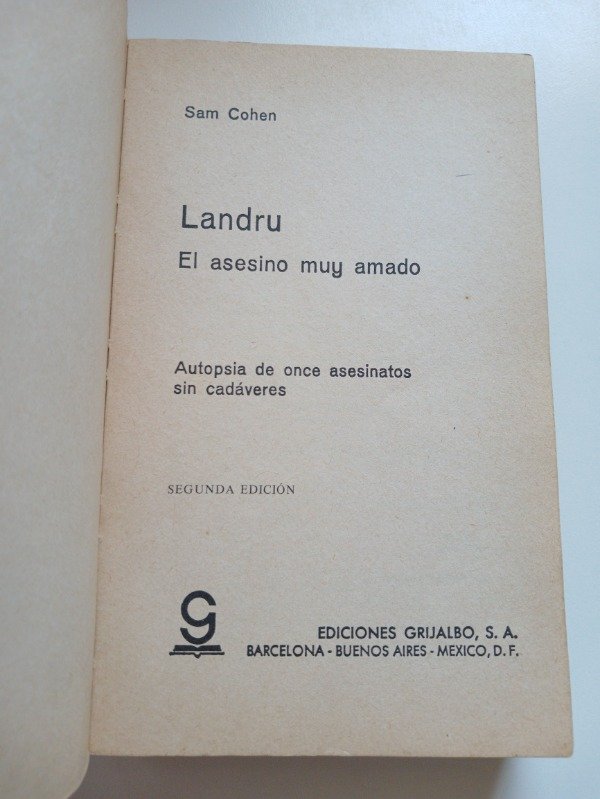 Sam Cohen
Landru
El asesino muy amado
Autopsia de once asesinatos
sin cadáveres
SEGUNDA EDICIÓN
g
EDICIONES GRIJALBO, S. A.
BARCELONA - BUENOS AIRES - MEXICO, D. F.